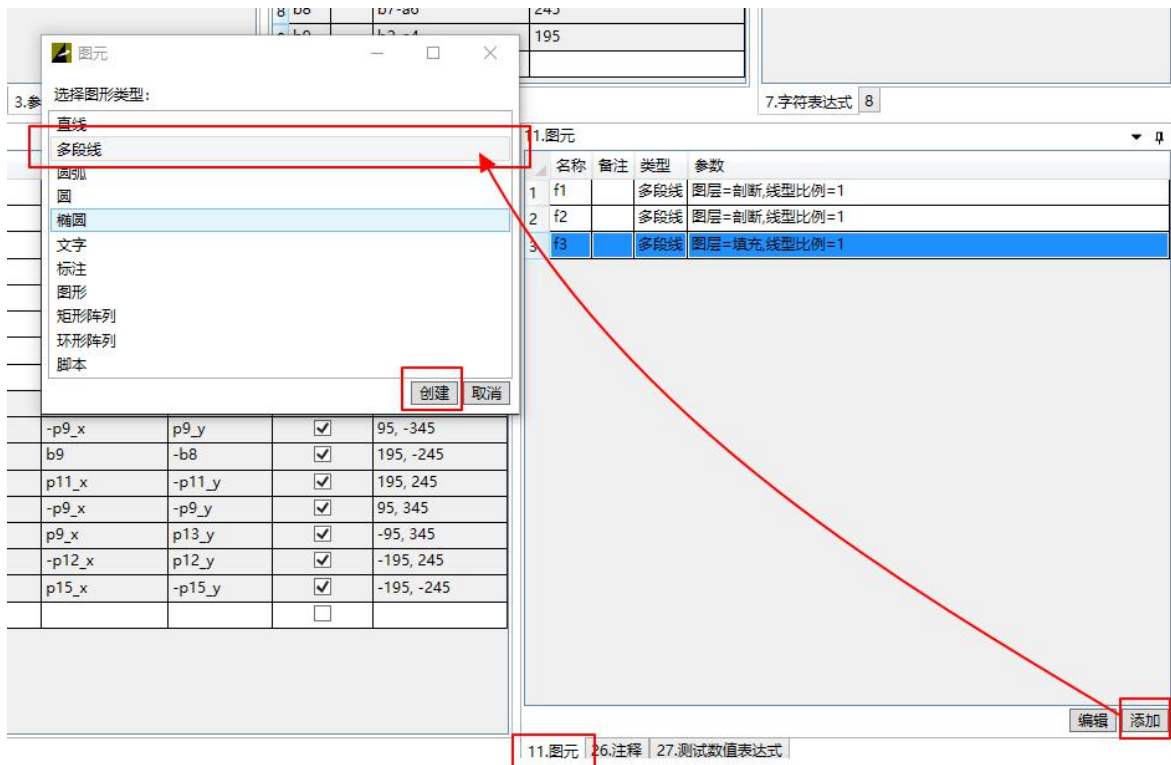 8 b8 b7-a6 245
195
图元
选择图形类型:
直线
多段线
圆弧
圆
椭圆
文字
标注
图形
矩形阵列
环形阵列
脚本
创建 取消
3.参
7.字符表达式 8
11.图元
名称 备注 类型 参数
1 f1 多段线 图层=剖断,线型比例=1
2 f2 多段线 图层=剖断,线型比例=1
3 f3 多段线 图层=填充,线型比例=1
-p9_x p9_y 95, -345
b9 -b8 195, -245
p11_x -p11_y 195, 245
-p9_x -p9_y 95, 345
p9_x p13_y -95, 345
-p12_x p12_y -195, 245
p15_x -p15_y -195, -245
编辑 添加
11.图元 26.注释 27.测试数值表达式